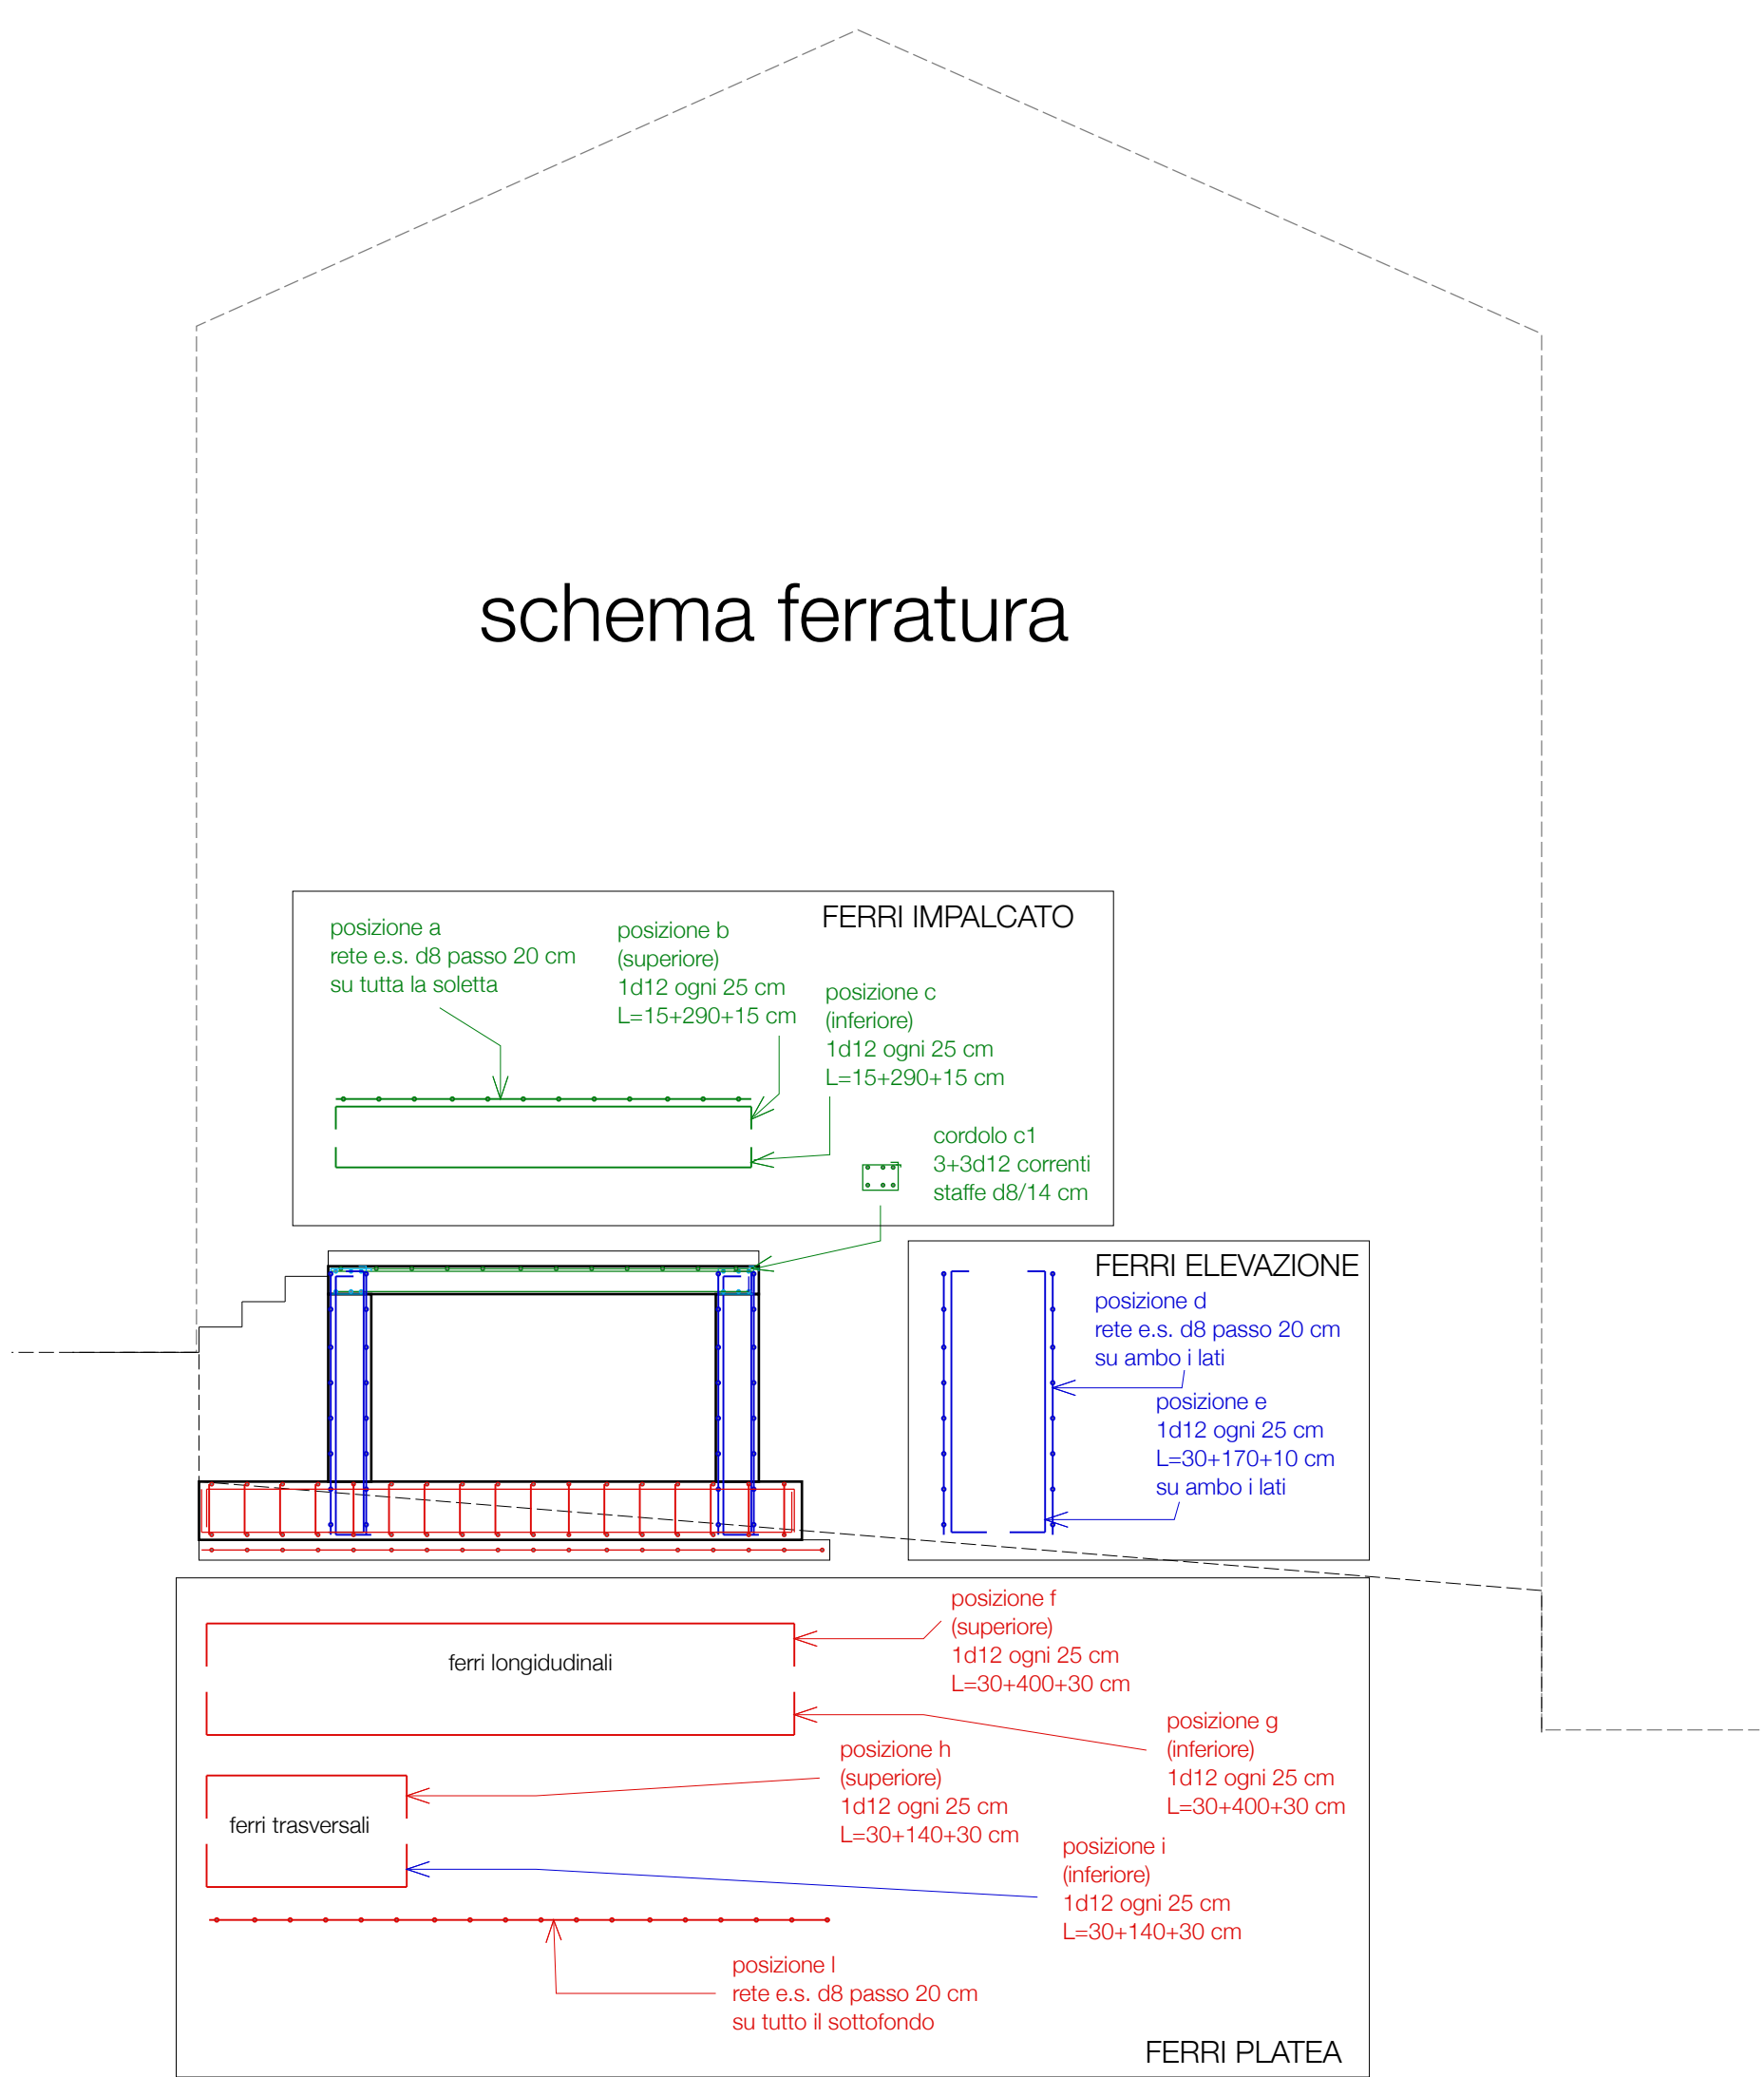 schema ferratura
FERRI IMPALCATO
posizione a
rete e.s. d8 passo 20 cm
su tutta la soletta
posizione b
(superiore)
1d12 ogni 25 cm
L=15+290+15 cm
posizione c
(inferiore)
1d12 ogni 25 cm
L=15+290+15 cm
cordolo c1
3+3d12 correnti
staffe d8/14 cm
FERRI ELEVAZIONE
posizione d
rete e.s. d8 passo 20 cm
su ambo i lati
posizione e
1d12 ogni 25 cm
L=30+170+10 cm
su ambo i lati
posizione f
(superiore)
1d12 ogni 25 cm
L=30+400+30 cm
ferri longidudinali
posizione g
(inferiore)
1d12 ogni 25 cm
L=30+400+30 cm
posizione h
(superiore)
1d12 ogni 25 cm
L=30+140+30 cm
ferri trasversali
posizione i
(inferiore)
1d12 ogni 25 cm
L=30+140+30 cm
posizione l
rete e.s. d8 passo 20 cm
su tutto il sottofondo
FERRI PLATEA